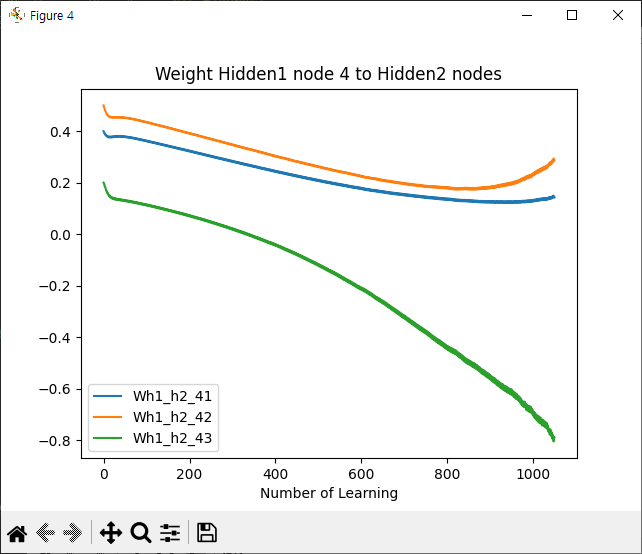 Figure 4
Weight Hidden1 node 4 to Hidden2 nodes
0.4
0.2
0.0
−0.2
−0.4
−0.6
−0.8
Wh1_h2_41
Wh1_h2_42
Wh1_h2_43
0 200 400 600 800 1000
Number of Learning